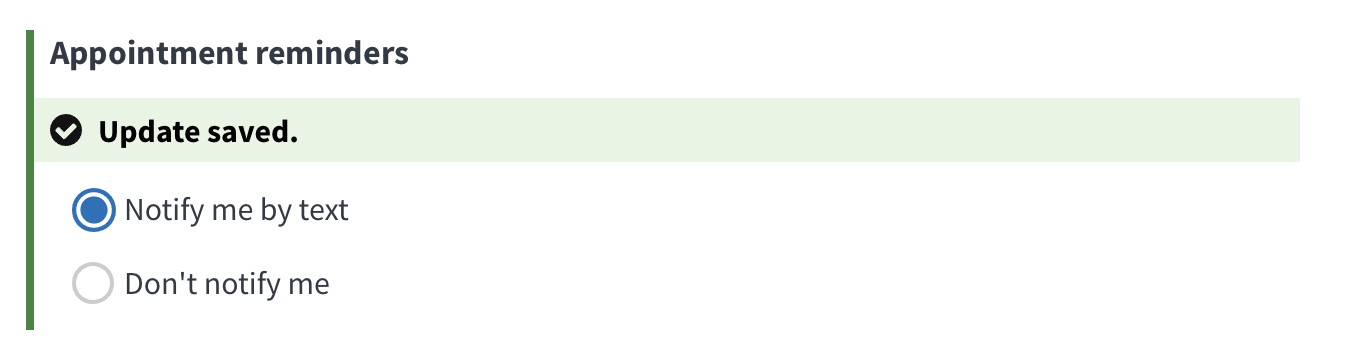 Appointment reminders
Update saved.
Notify me by text
Don't notify me